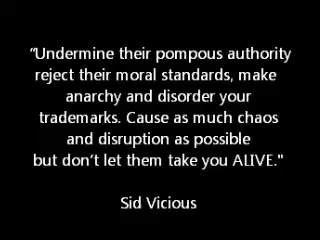 “Undermine their pompous authority
reject their moral standards, make
anarchy and disorder your
trademarks. Cause as much chaos
and disruption as possible
but don’t let them take you ALIVE."
Sid Vicious